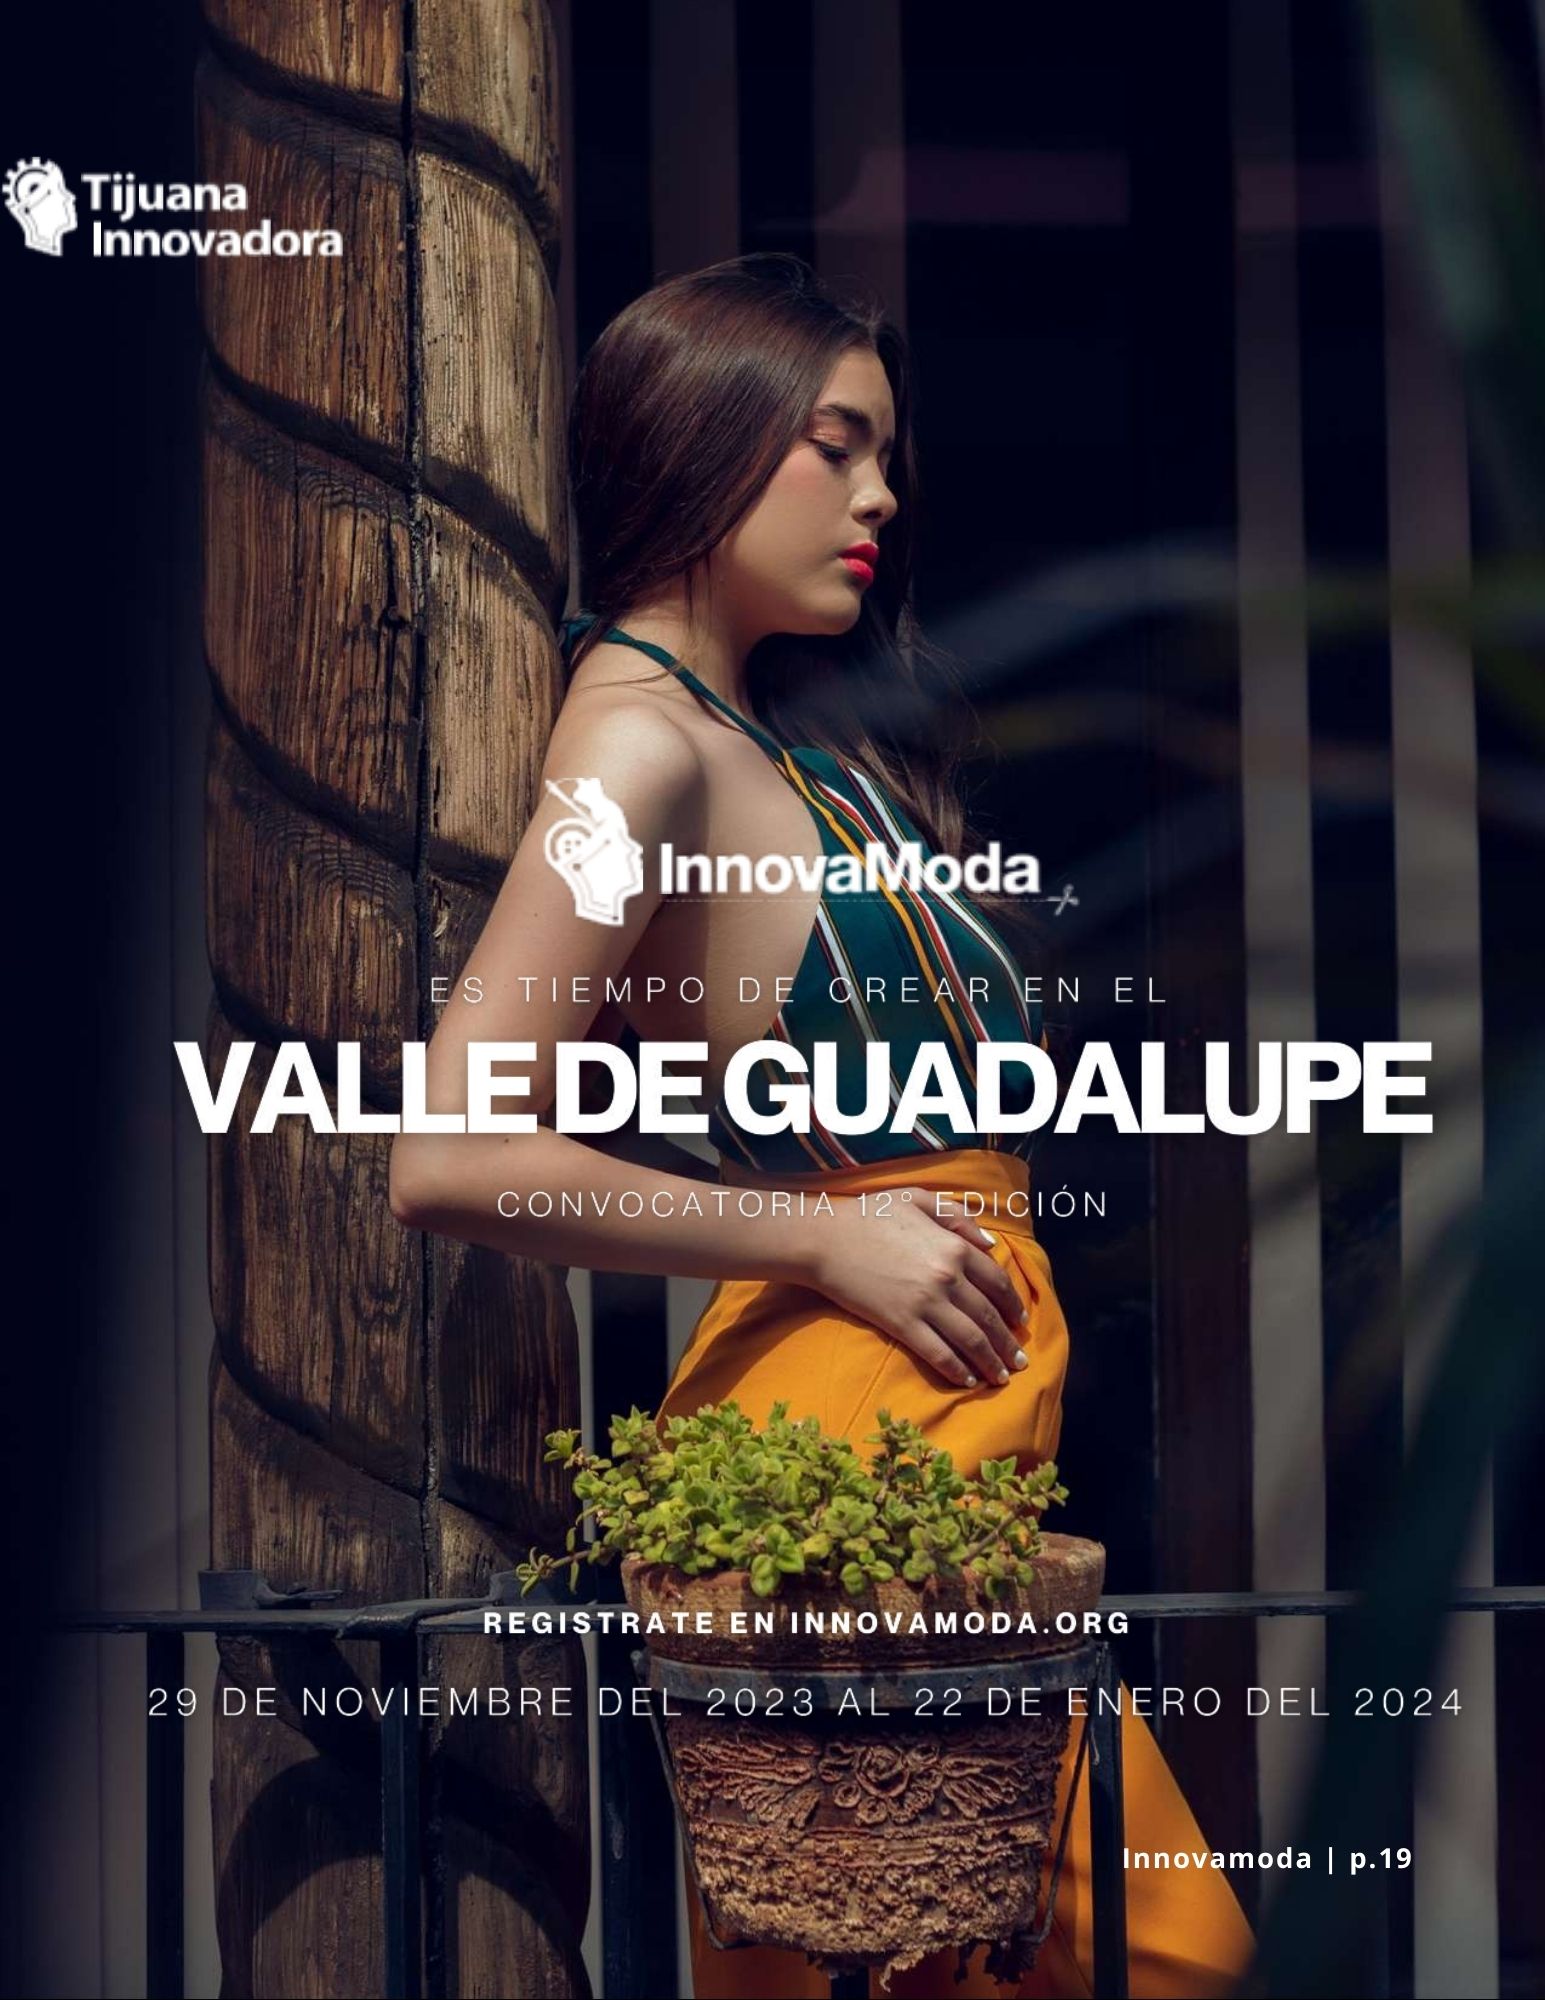 Tijuana
Innovadora
InnovaModa
ES TIEMPO DE CREAR EN EL
VALLE DE GUADALUPE
CONVOCATORIA 12° EDICIÓN
REGISTRATE EN INNOVAMODA.ORG
29 DE NOVIEMBRE DEL 2023 AL 22 DE ENERO DEL 2024
Innovamoda | p.19